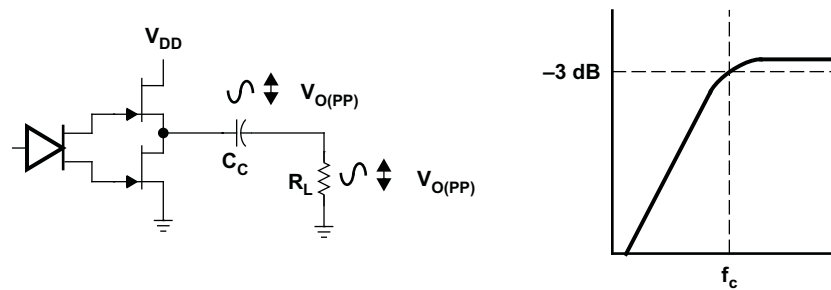 V_DD
V_O(PP)
C_C
R_L
V_O(PP)
–3 dB
f_c